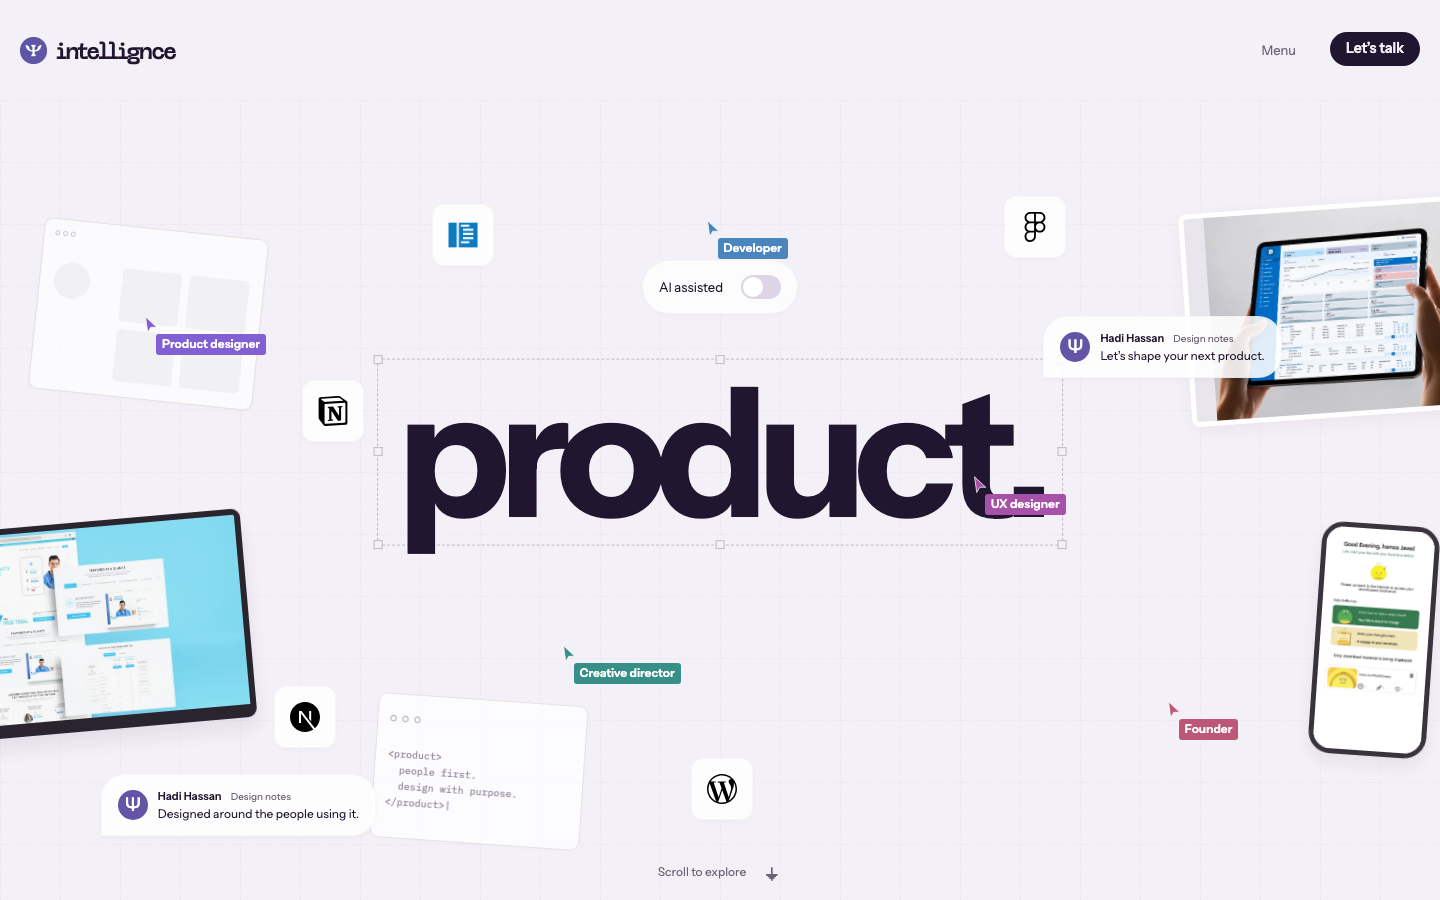 intellignce
Menu
Let's talk
Developer
AI assisted
Product designer
Hadi Hassan Design notes
Let's shape your next product.
product.
UX designer
Good Evening, hamza Javed
Creative director
Founder
<product>
people first.
design with purpose.
</product>|
Hadi Hassan Design notes
Designed around the people using it.
Scroll to explore